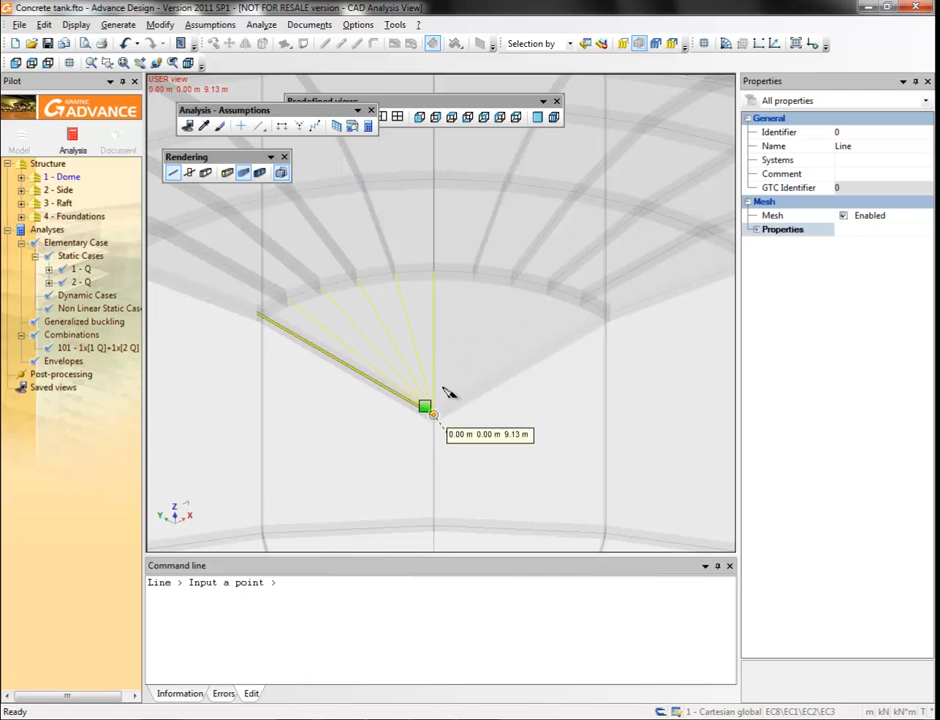 Concrete tank.fto - Advance Design - Version 2011 SP1 - [NOT FOR RESALE version - CAD Analysis View]
File Edit Display Generate Modify Assumptions Analyze Documents Options Tools ?
Selection by
Pilot
GRAITEC
ADVANCE
Model Analysis Document
Structure
1 - Dome
2 - Side
3 - Raft
4 - Foundations
Analyses
Elementary Case
Static Cases
1 - Q
2 - Q
Dynamic Cases
Non Linear Static Cas
Generalized buckling
Combinations
101 - 1x[1 Q]+1x[2 Q]
Envelopes
Post-processing
Saved views
USER view
0.00 m 0.00 m 9.13 m
Predefined views
Analysis - Assumptions
Rendering
0.00 m 0.00 m 9.13 m
Z
Y
X
Command line
Line > Input a point >
Information Errors Edit
Properties
All properties
General
Identifier 0
Name Line
Systems
Comment
GTC Identifier 0
Mesh
Mesh Enabled
Properties
Ready
1 - Cartesian global EC8\EC1\EC2\EC3 m kN kN*m T °